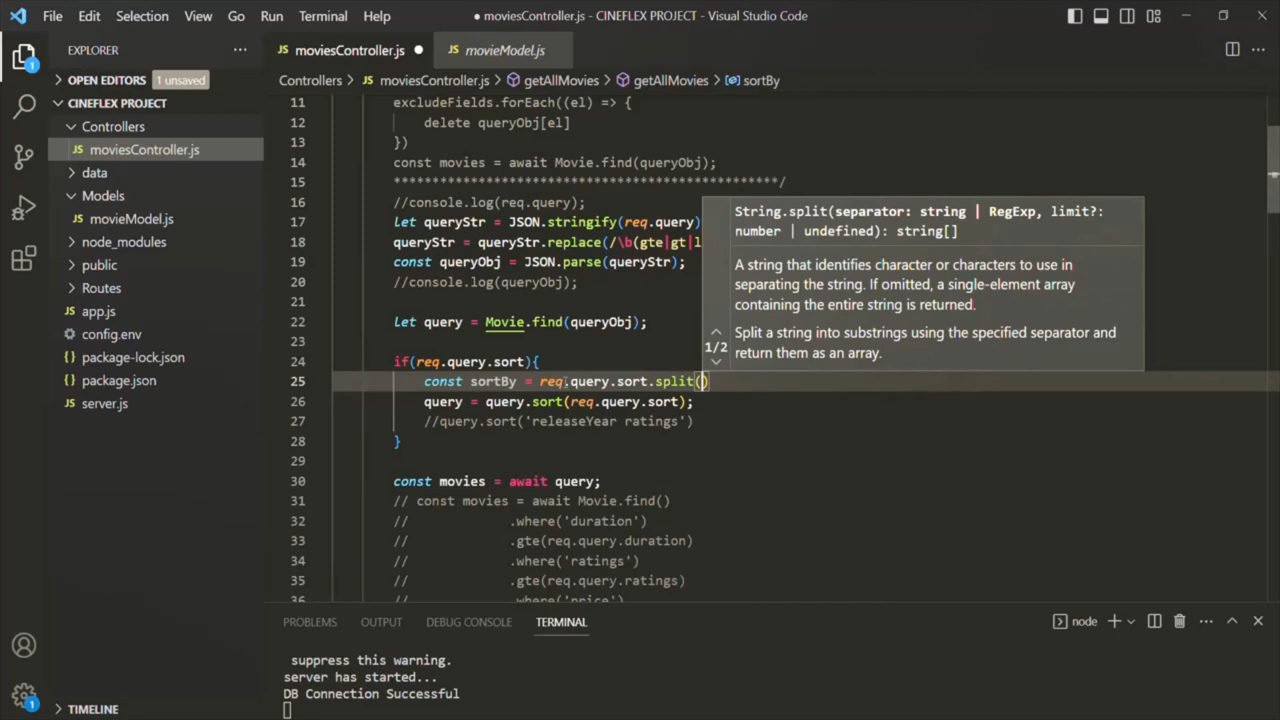 File Edit Selection View Go Run Terminal Help
● moviesController.js - CINEFLEX PROJECT - Visual Studio Code
EXPLORER
OPEN EDITORS 1 unsaved
CINEFLEX PROJECT
Controllers
JS moviesController.js
data
Models
JS movieModel.js
node_modules
public
Routes
JS app.js
config.env
{} package-lock.json
{} package.json
JS server.js
TIMELINE
1
1
JS moviesController.js ●
JS movieModel.js
Controllers > JS moviesController.js > getAllMovies > getAllMovies > sortBy
11 excludeFields.forEach((el) => {
12 delete queryObj[el]
13 })
14 const movies = await Movie.find(queryObj);
15 **************************************************/
16 //console.log(req.query);
17 let queryStr = JSON.stringify(req.query)
18 queryStr = queryStr.replace(/\b(gte|gt|l
19 const queryObj = JSON.parse(queryStr);
20 //console.log(queryObj);
21
22 let query = Movie.find(queryObj);
23
24 if(req.query.sort){
25 const sortBy = req.query.sort.split()
26 query = query.sort(req.query.sort);
27 //query.sort('releaseYear ratings')
28 }
29
30 const movies = await query;
31 // const movies = await Movie.find()
32 // .where('duration')
33 // .gte(req.query.duration)
34 // .where('ratings')
35 // .gte(req.query.ratings)
36 // .where('price')
String.split(separator: string | RegExp, limit?:
number | undefined): string[]
A string that identifies character or characters to use in
separating the string. If omitted, a single-element array
containing the entire string is returned.
1/2
Split a string into substrings using the specified separator and
return them as an array.
PROBLEMS OUTPUT DEBUG CONSOLE TERMINAL
node
suppress this warning.
server has started...
DB Connection Successful